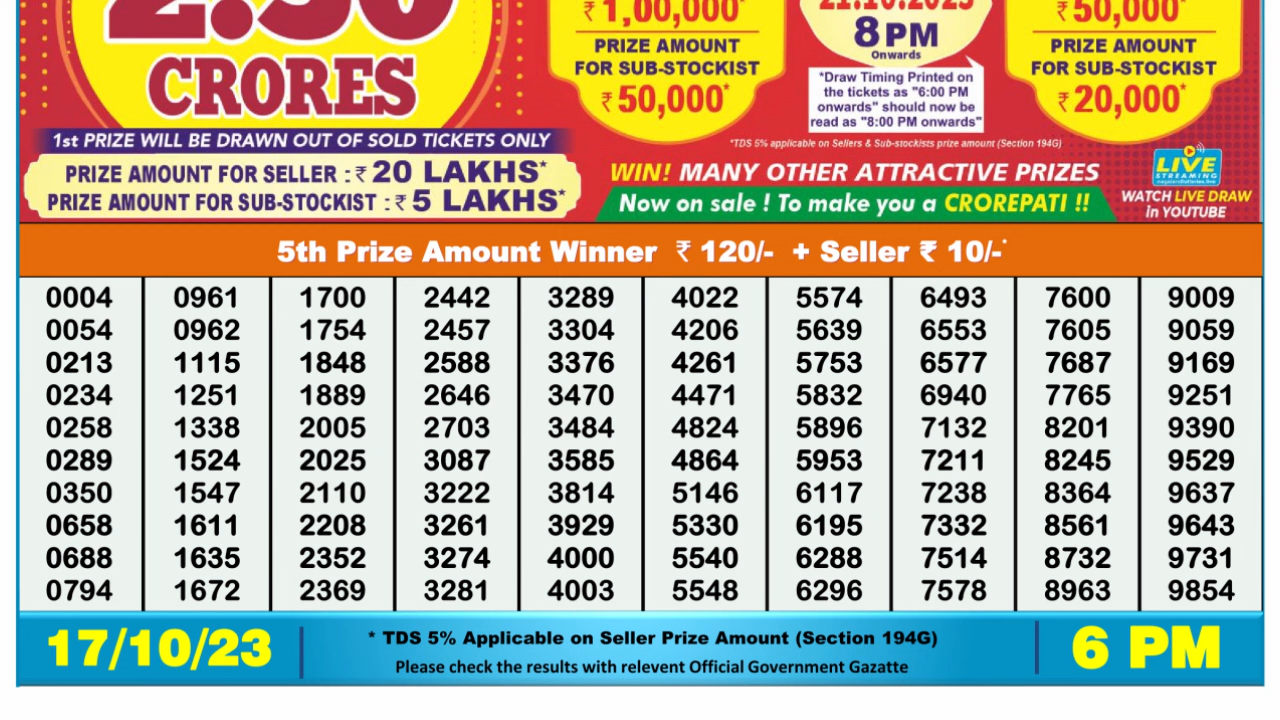 2.50
CRORES
1st PRIZE WILL BE DRAWN OUT OF SOLD TICKETS ONLY
PRIZE AMOUNT FOR SELLER : ₹ 20 LAKHS*
PRIZE AMOUNT FOR SUB-STOCKIST : ₹ 5 LAKHS*
₹ 1,00,000*
PRIZE AMOUNT
FOR SUB-STOCKIST
₹ 50,000*
21.10.2023
8 PM
Onwards
*Draw Timing Printed on
the tickets as "6:00 PM
onwards" should now be
read as "8:00 PM onwards"
₹ 50,000*
PRIZE AMOUNT
FOR SUB-STOCKIST
₹ 20,000*
*TDS 5% applicable on Sellers & Sub-stockists prize amount (Section 194G)
WIN! MANY OTHER ATTRACTIVE PRIZES
Now on sale ! To make you a CROREPATI !!
LIVE
STREAMING
WATCH LIVE DRAW
in YOUTUBE
5th Prize Amount Winner ₹ 120/- + Seller ₹ 10/-*
0004 0961 1700 2442 3289 4022 5574 6493 7600 9009
0054 0962 1754 2457 3304 4206 5639 6553 7605 9059
0213 1115 1848 2588 3376 4261 5753 6577 7687 9169
0234 1251 1889 2646 3470 4471 5832 6940 7765 9251
0258 1338 2005 2703 3484 4824 5896 7132 8201 9390
0289 1524 2025 3087 3585 4864 5953 7211 8245 9529
0350 1547 2110 3222 3814 5146 6117 7238 8364 9637
0658 1611 2208 3261 3929 5330 6195 7332 8561 9643
0688 1635 2352 3274 4000 5540 6288 7514 8732 9731
0794 1672 2369 3281 4003 5548 6296 7578 8963 9854
17/10/23
* TDS 5% Applicable on Seller Prize Amount (Section 194G)
Please check the results with relevent Official Government Gazatte
6 PM